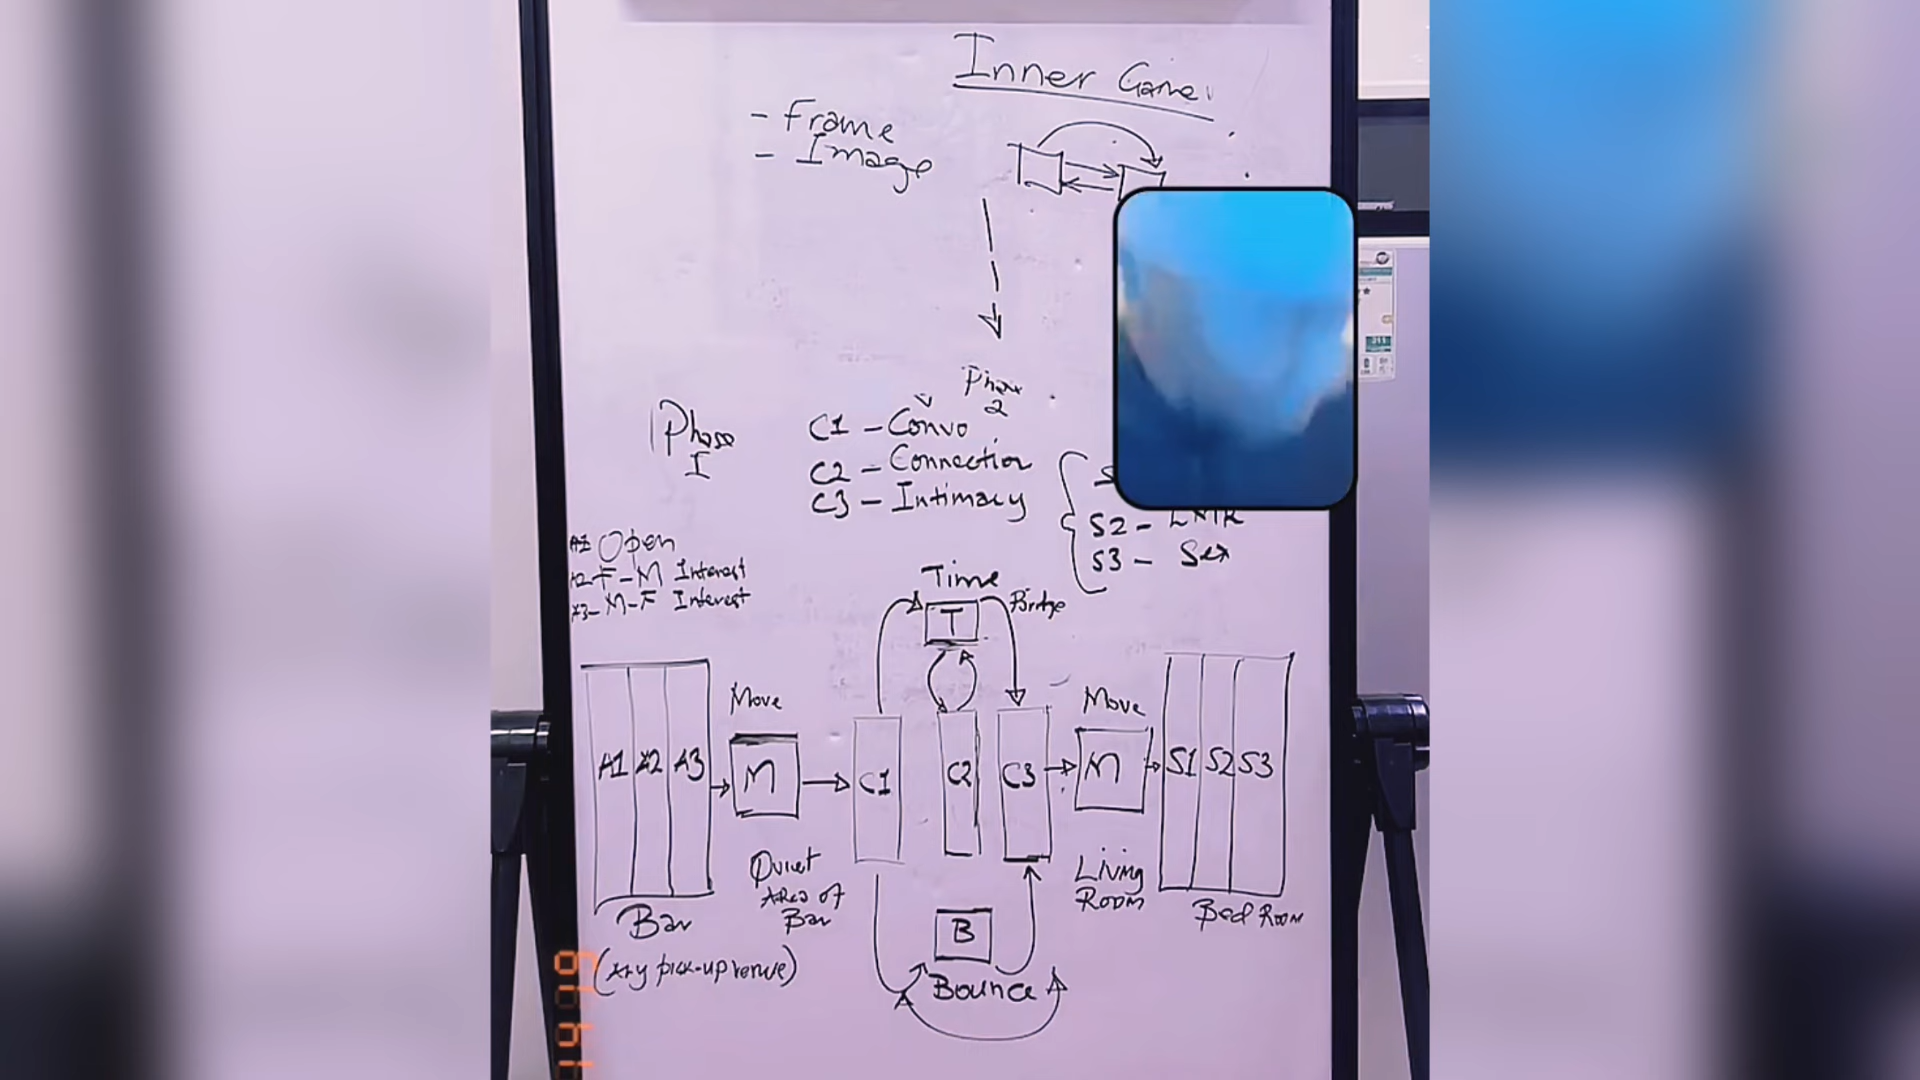 Inner Game
- Frame
- Image
Phase
2
Phase
I
C1 - Convo
C2 - Connection
C3 - Intimacy
S2 - LMR
S3 - Sex
A1 Open
A2 F-M Interest
A3- M-F Interest
Time
T
Bridge
Move
Move
A1 A2 A3
M
C1
C2
C3
M
S1 S2 S3
Quiet
Area of
Bar
Living
Room
Bar
Bed Room
(Any pick-up venue)
B
Bounce